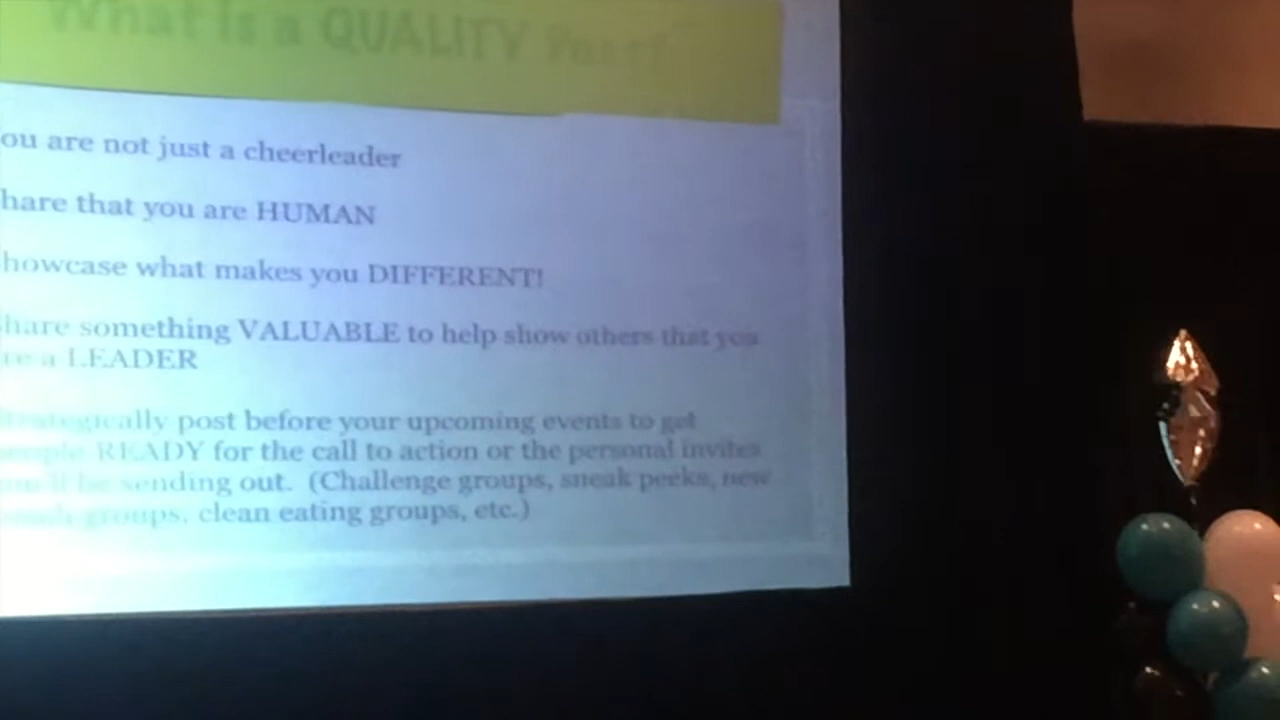 What is a QUALITY Post?
ou are not just a cheerleader
hare that you are HUMAN
howcase what makes you DIFFERENT!
hare something VALUABLE to help show others that you
re a LEADER
trategically post before your upcoming events to get
people READY for the call to action or the personal invites
you'll be sending out. (Challenge groups, sneak peeks, new
coach groups, clean eating groups, etc.)